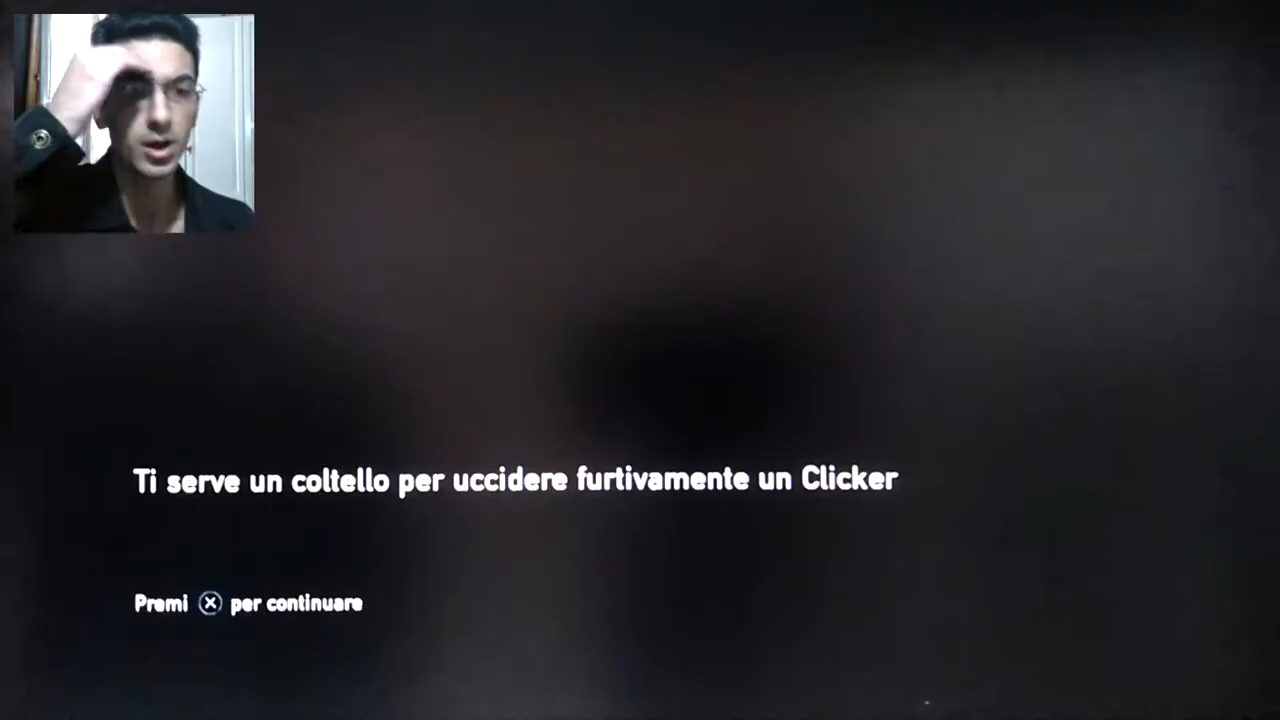 Ti serve un coltello per uccidere furtivamente un Clicker
Premi ⓧ per continuare